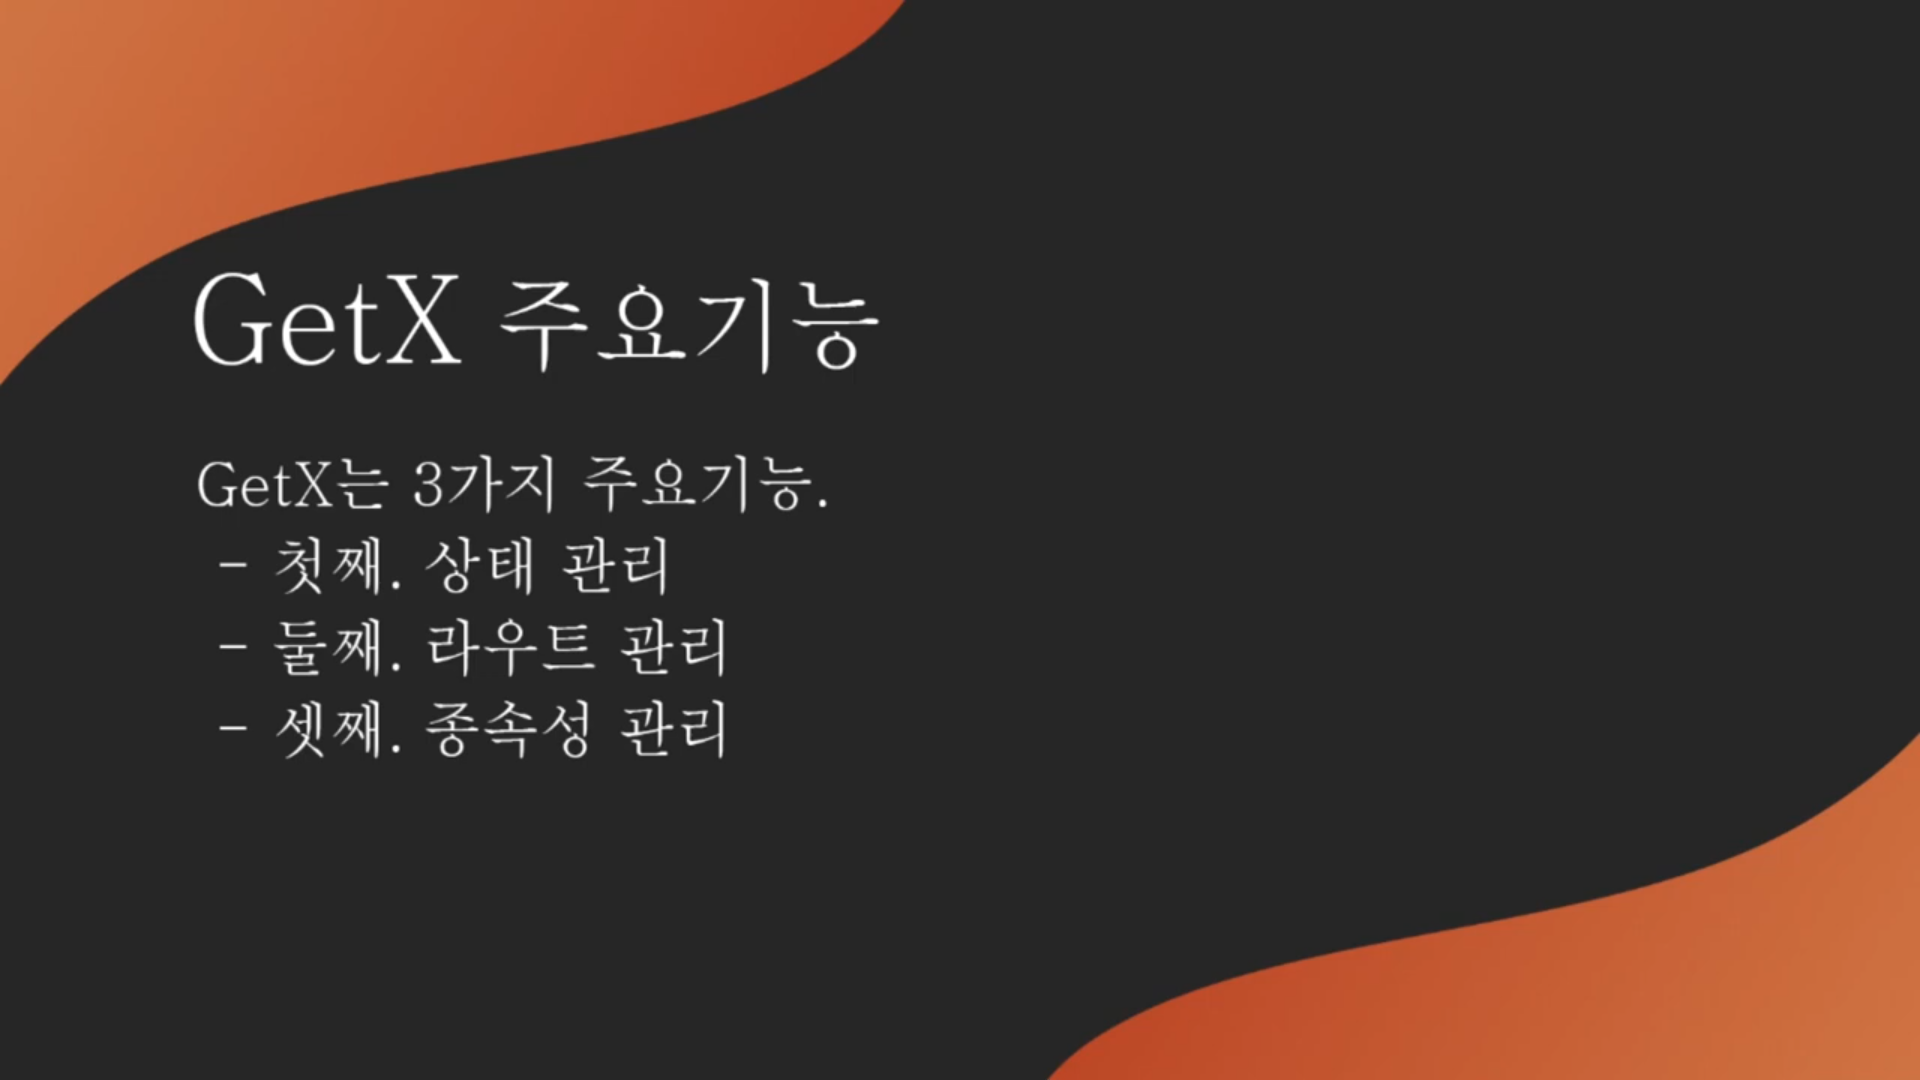 GetX 주요기능
GetX는 3가지 주요기능.
- 첫째. 상태 관리
- 둘째. 라우트 관리
- 셋째. 종속성 관리